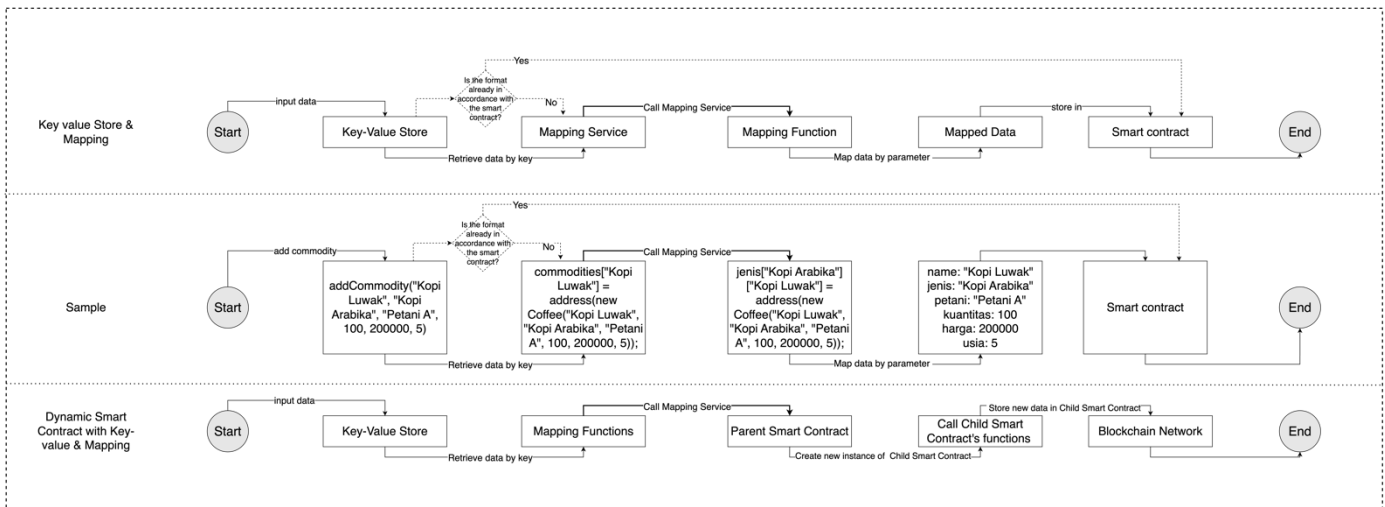 Yes
Is the format
already in
accordance with
the smart
contract?
input data
No
Call Mapping Service
store in
Key value Store &
Mapping
Start
Key-Value Store
Mapping Service
Mapping Function
Mapped Data
Smart contract
End
Retrieve data by key
Map data by parameter
Yes
Is the format
already in
accordance with
the smart
contract?
add commodity
No
Call Mapping Service
Sample
Start
addCommodity("Kopi
Luwak", "Kopi
Arabika", "Petani A",
100, 200000, 5)
commodities["Kopi
Luwak"] =
address(new
Coffee("Kopi Luwak",
"Kopi Arabika", "Petani
A", 100, 200000, 5));
jenis["Kopi Arabika"]
["Kopi Luwak"] =
address(new
Coffee("Kopi Luwak",
"Kopi Arabika", "Petani
A", 100, 200000, 5));
name: "Kopi Luwak"
jenis: "Kopi Arabika"
petani: "Petani A"
kuantitas: 100
harga: 200000
usia: 5
Smart contract
End
Retrieve data by key
Map data by parameter
input data
Call Mapping Service
Store new data in Child Smart Contract
Dynamic Smart
Contract with Key-
value & Mapping
Start
Key-Value Store
Mapping Functions
Parent Smart Contract
Call Child Smart
Contract's functions
Blockchain Network
End
Retrieve data by key
Create new instance of Child Smart Contract